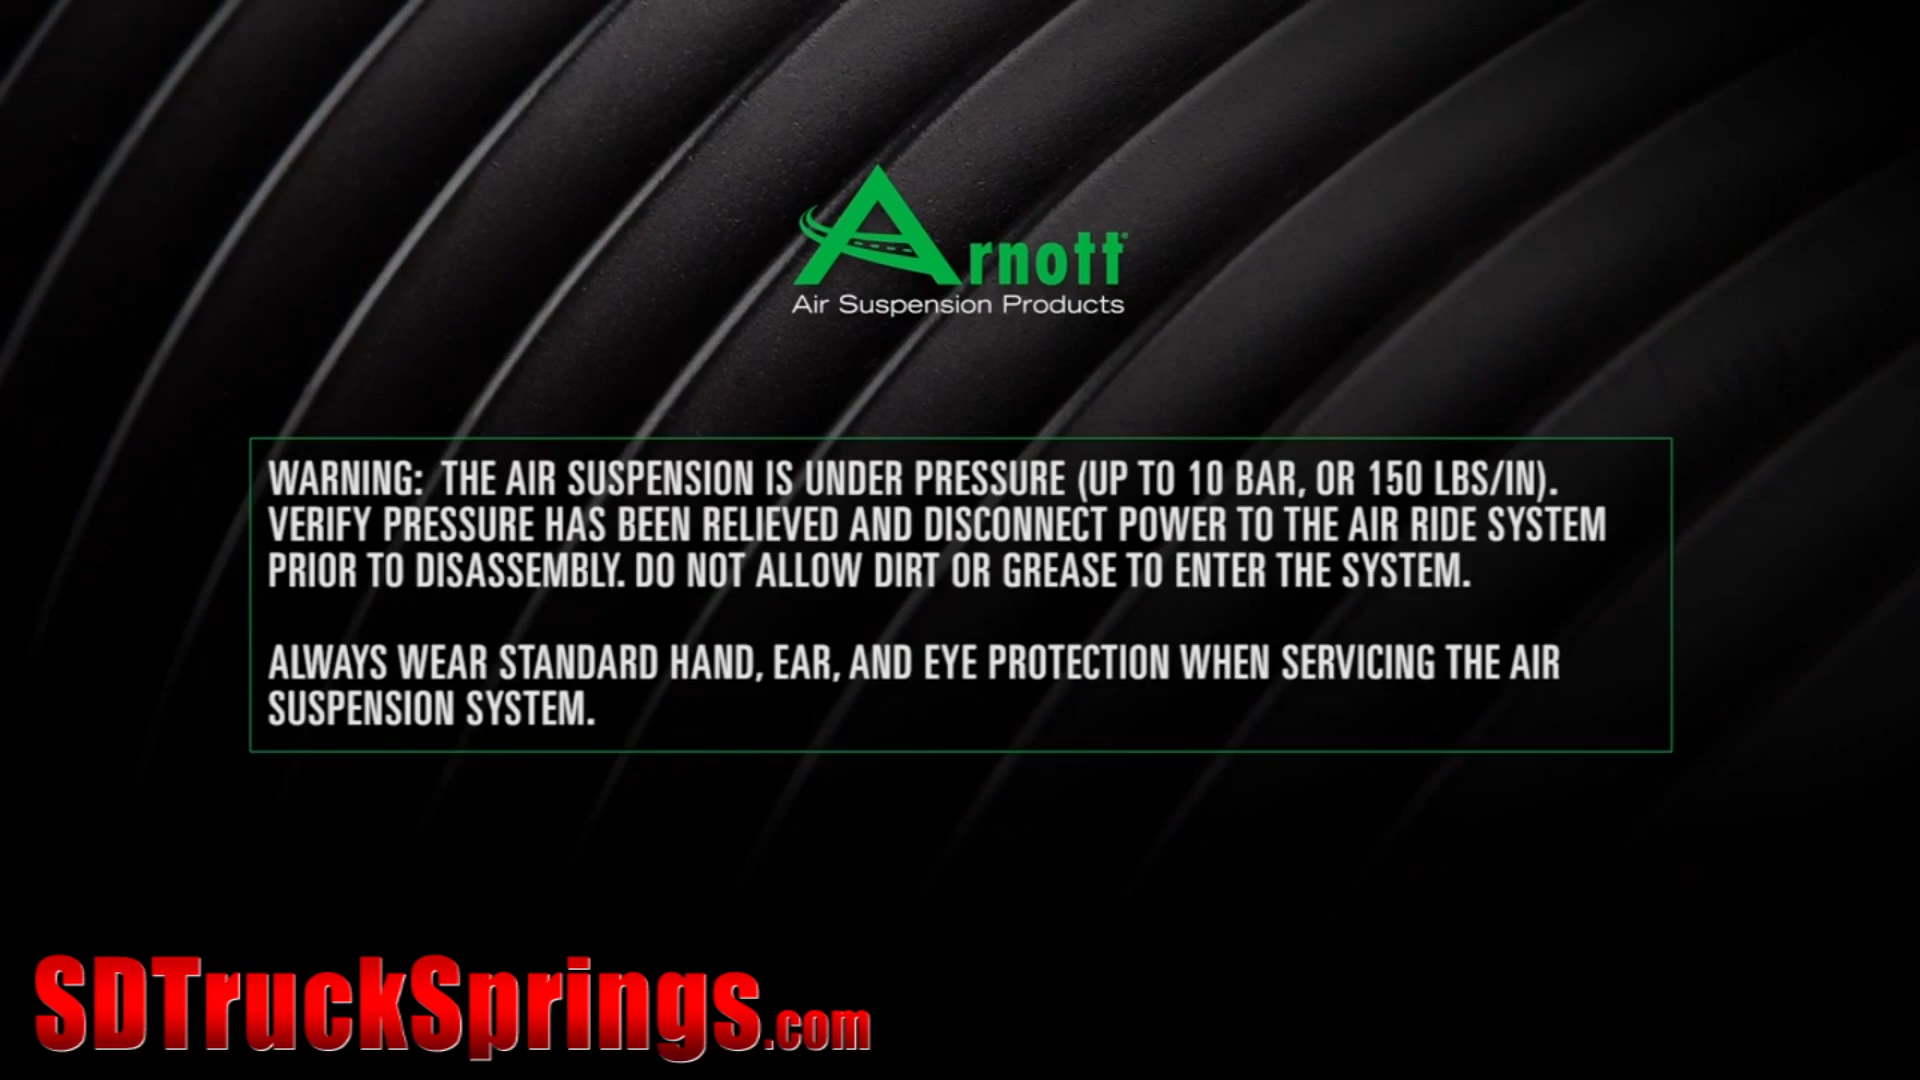 Arnott®
Air Suspension Products
WARNING: THE AIR SUSPENSION IS UNDER PRESSURE (UP TO 10 BAR, OR 150 LBS/IN).
VERIFY PRESSURE HAS BEEN RELIEVED AND DISCONNECT POWER TO THE AIR RIDE SYSTEM
PRIOR TO DISASSEMBLY. DO NOT ALLOW DIRT OR GREASE TO ENTER THE SYSTEM.
ALWAYS WEAR STANDARD HAND, EAR, AND EYE PROTECTION WHEN SERVICING THE AIR
SUSPENSION SYSTEM.
SDTruckSprings.com